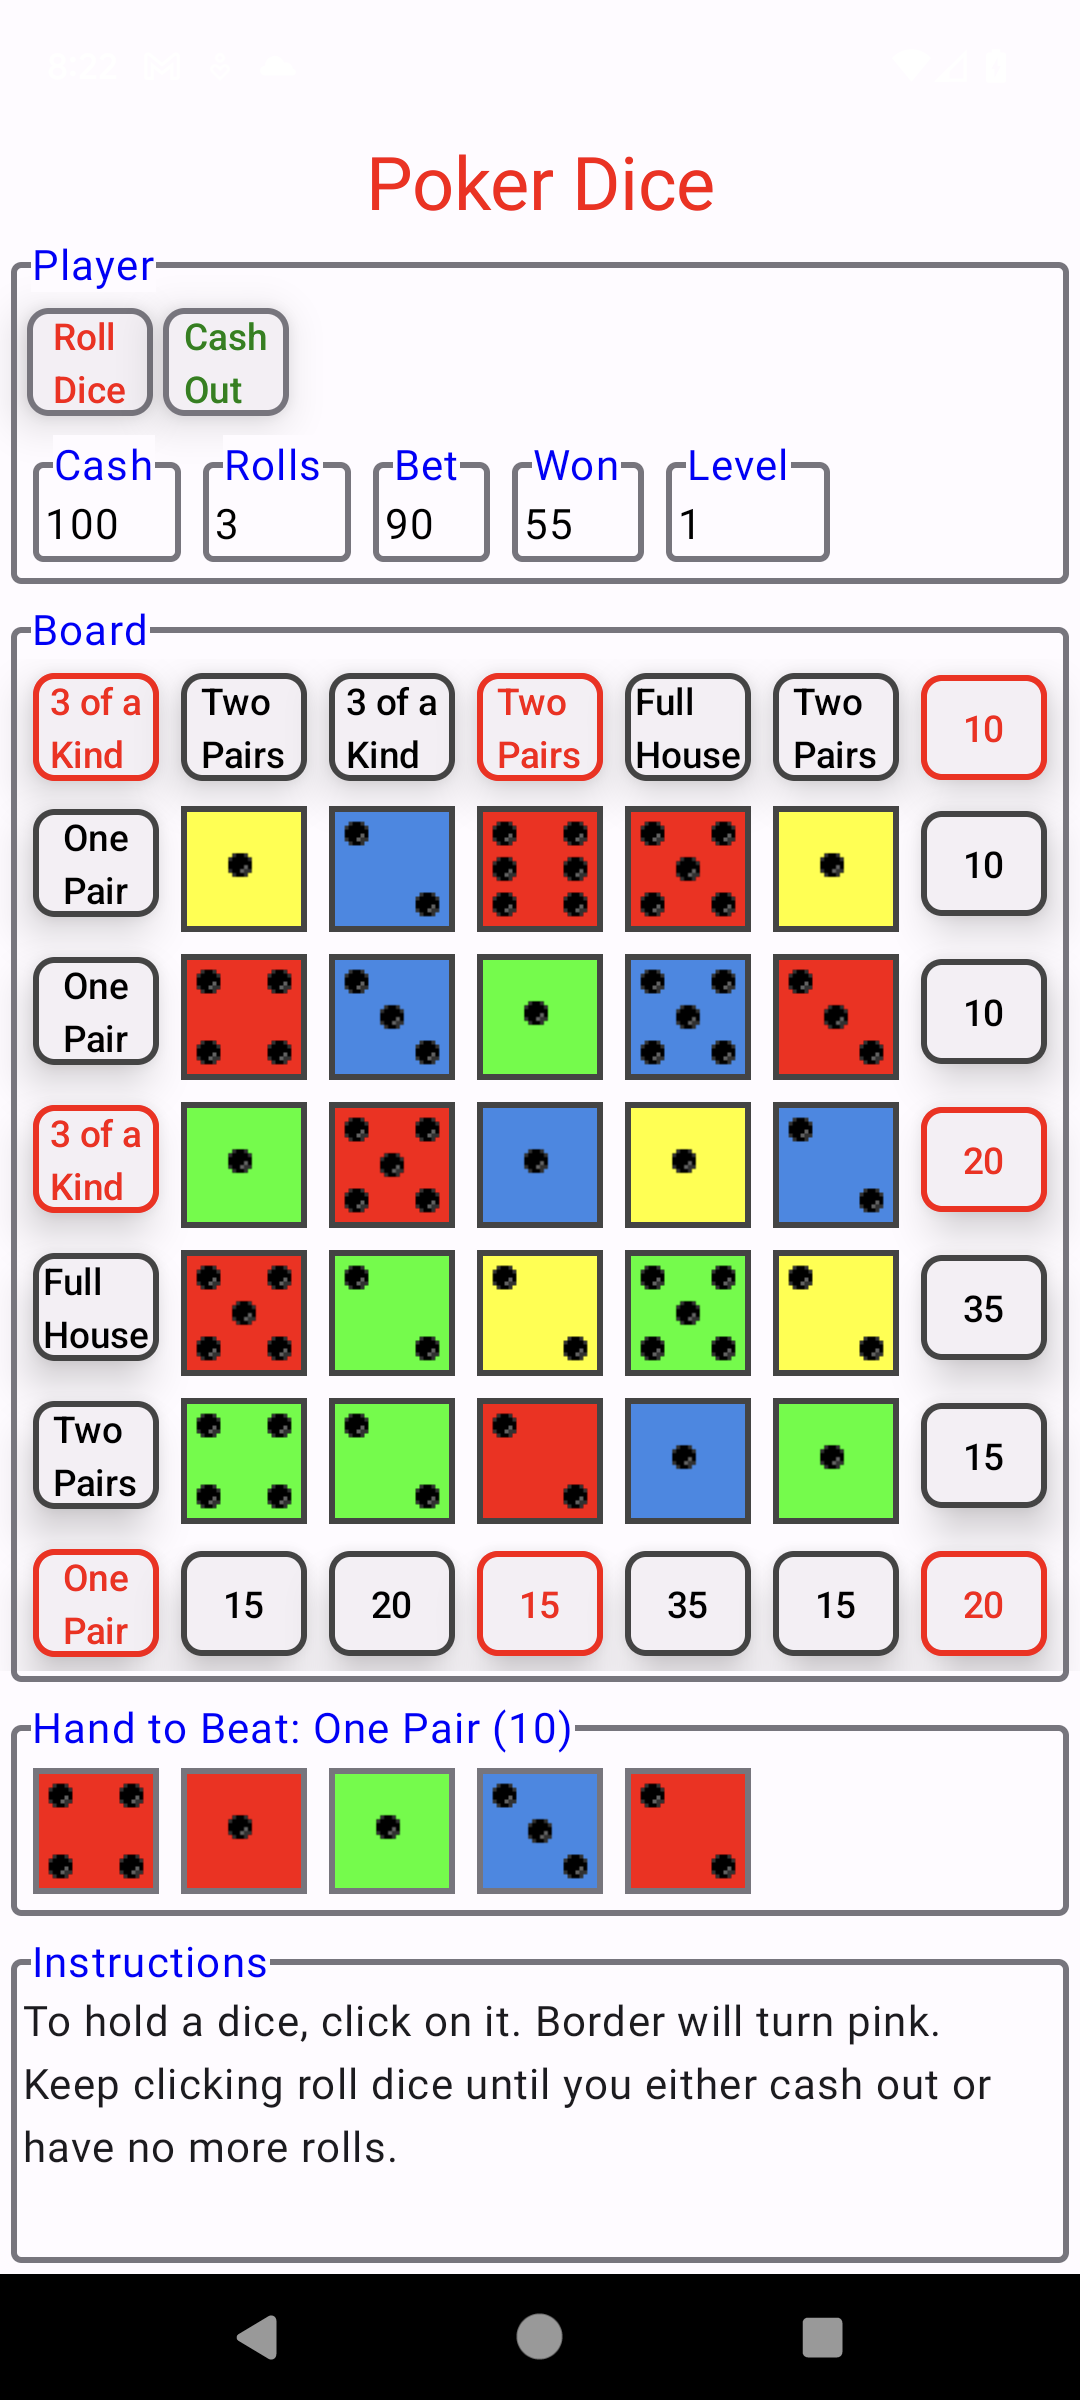 8:22
Poker Dice
Player
Roll Dice
Cash Out
Cash Rolls Bet Won Level
100 3 90 55 1
Board
3 of a Kind Two Pairs 3 of a Kind Two Pairs Full House Two Pairs 10
One Pair 10
One Pair 10
3 of a Kind 20
Full House 35
Two Pairs 15
One Pair 15 20 15 35 15 20
Hand to Beat: One Pair (10)
Instructions
To hold a dice, click on it. Border will turn pink.
Keep clicking roll dice until you either cash out or
have no more rolls.